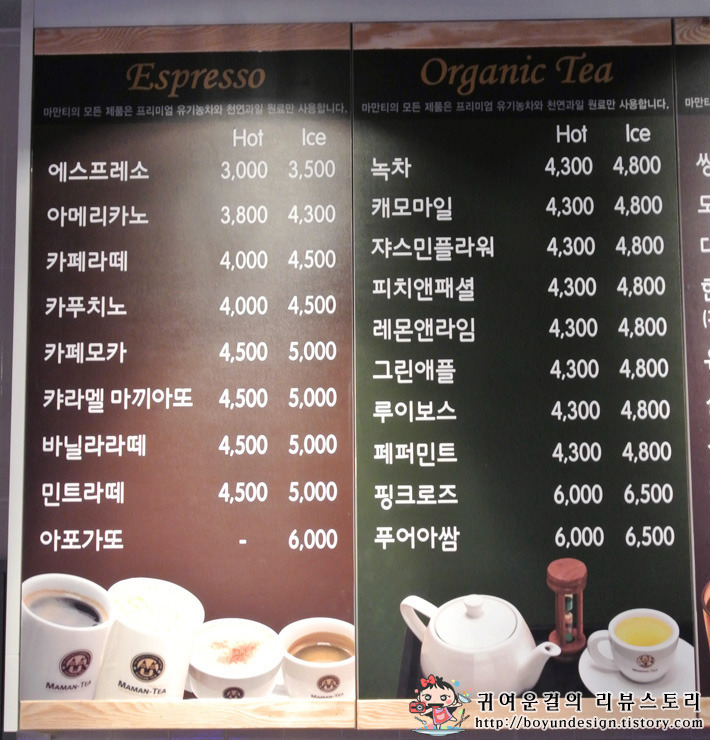 Espresso
마만티의 모든 제품은 프리미엄 유기농차와 천연과일 원료만 사용합니다.
Hot Ice
에스프레소 3,000 3,500
아메리카노 3,800 4,300
카페라떼 4,000 4,500
카푸치노 4,000 4,500
카페모카 4,500 5,000
캬라멜 마끼아또 4,500 5,000
바닐라라떼 4,500 5,000
민트라떼 4,500 5,000
아포가또 - 6,000
MAMAN-TEA
MAMAN-TEA
MAMAN-TEA
Organic Tea
마만티의 모든 제품은 프리미엄 유기농차와 천연과일 원료만 사용합니다.
Hot Ice
녹차 4,300 4,800
캐모마일 4,300 4,800
쟈스민플라워 4,300 4,800
피치앤패셜 4,300 4,800
레몬앤라임 4,300 4,800
그린애플 4,300 4,800
루이보스 4,300 4,800
페퍼민트 4,300 4,800
핑크로즈 6,000 6,500
푸어아쌈 6,000 6,500
귀여운걸의 리뷰스토리
http://boyundesign.tistory.com